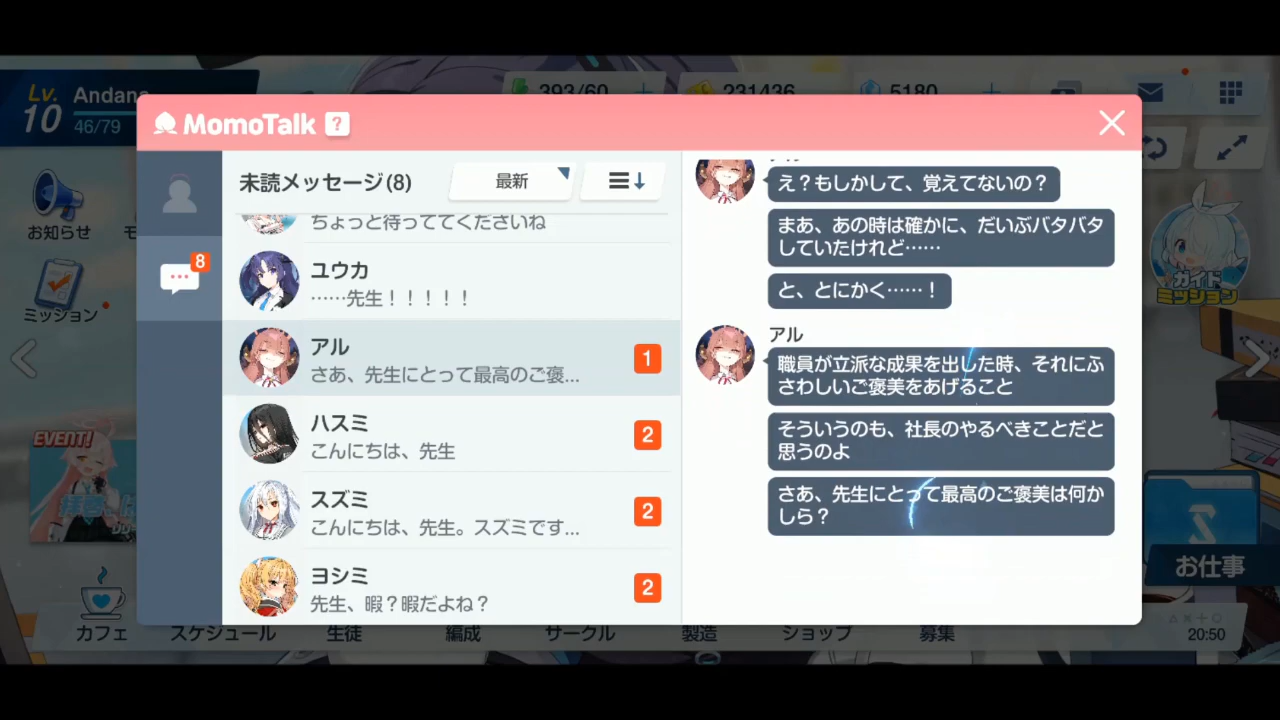 Lv.
10
Andana
46/79
393/60
231436
5180
MomoTalk ?
お知らせ
ミッション
EVENT!
カフェ
8
未読メッセージ(8)
最新
ちょっと待っててくださいね
ユウカ
……先生！！！！！
アル
さあ、先生にとって最高のご褒...
1
ハスミ
こんにちは、先生
2
スズミ
こんにちは、先生。スズミです...
2
ヨシミ
先生、暇？暇だよね？
2
え？もしかして、覚えてないの？
まあ、あの時は確かに、だいぶバタバタ
していたけれど……
と、とにかく……！
アル
職員が立派な成果を出した時、それにふ
さわしいご褒美をあげること
そういうのも、社長のやるべきことだと
思うのよ
さあ、先生にとって最高のご褒美は何か
しら？
ガイド
ミッション
お仕事
スケジュール
生徒
編成
サークル
製造
ショップ
募集
20:50